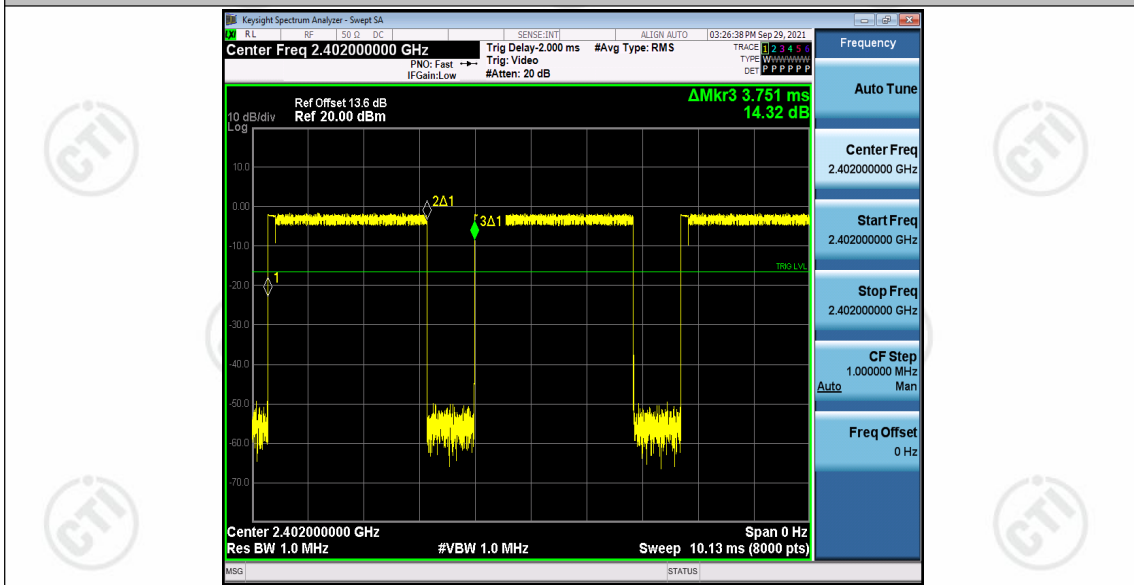 Keysight Spectrum Analyzer - Swept SA
RL RF 50 Ω DC SENSE:INT ALIGN AUTO 03:26:38 PM Sep 29, 2021
Center Freq 2.402000000 GHz
PNO: Fast
IFGain:Low
Trig Delay-2.000 ms
Trig: Video
#Atten: 20 dB
#Avg Type: RMS
TRACE 1 2 3 4 5 6
TYPE WWWWWW
DET P P P P P P
Frequency
Auto Tune
Center Freq
2.402000000 GHz
Start Freq
2.402000000 GHz
Stop Freq
2.402000000 GHz
CF Step
1.000000 MHz
Auto Man
Freq Offset
0 Hz
ΔMkr3 3.751 ms
14.32 dB
Ref Offset 13.6 dB
10 dB/div Ref 20.00 dBm
Log
10.0
0.00
-10.0
-20.0
-30.0
-40.0
-50.0
-60.0
-70.0
2Δ1
3Δ1
1
TRIG LVL
Center 2.402000000 GHz Span 0 Hz
Res BW 1.0 MHz #VBW 1.0 MHz Sweep 10.13 ms (8000 pts)
MSG STATUS
CTI
CTI
CTI
CTI